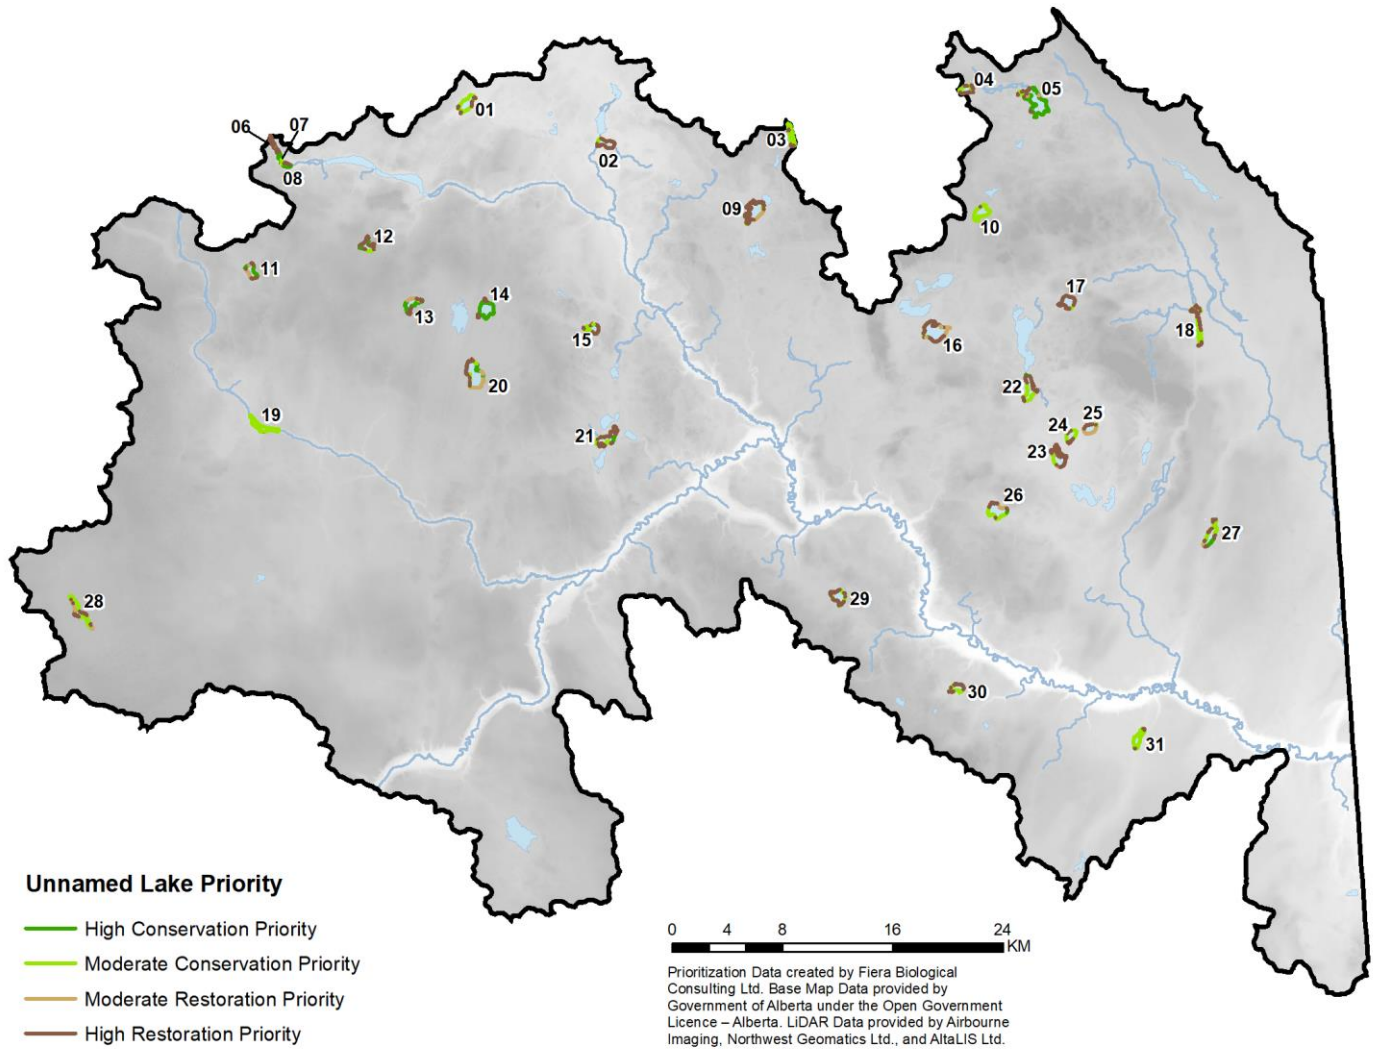 04
05
01
06
07
03
02
08
09
10
12
11
17
14
13
18
15
16
20
22
19
25
24
21
23
26
27
28
29
30
31
Unnamed Lake Priority
High Conservation Priority
Moderate Conservation Priority
Moderate Restoration Priority
High Restoration Priority
0 4 8 16 24
KM
Prioritization Data created by Fiera Biological
Consulting Ltd. Base Map Data provided by
Government of Alberta under the Open Government
Licence – Alberta. LiDAR Data provided by Airbourne
Imaging, Northwest Geomatics Ltd., and AltaLIS Ltd.